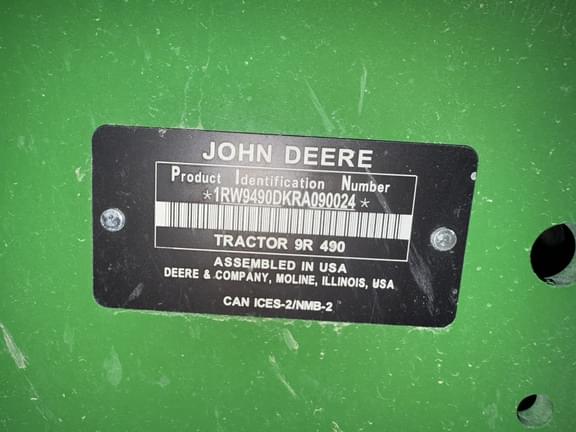 JOHN DEERE
Product Identification Number
*1RW9490DKRA090024*
TRACTOR 9R 490
ASSEMBLED IN USA
DEERE & COMPANY, MOLINE, ILLINOIS, USA
CAN ICES-2/NMB-2